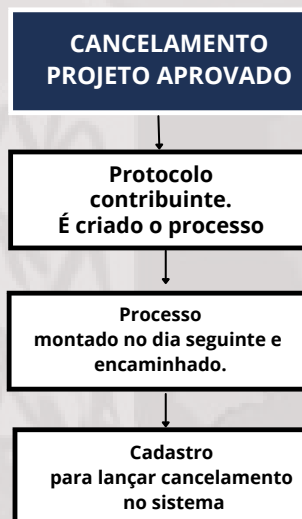 CANCELAMENTO
PROJETO APROVADO
Protocolo
contribuinte.
É criado o processo
Processo
montado no dia seguinte e
encaminhado.
Cadastro
para lançar cancelamento
no sistema